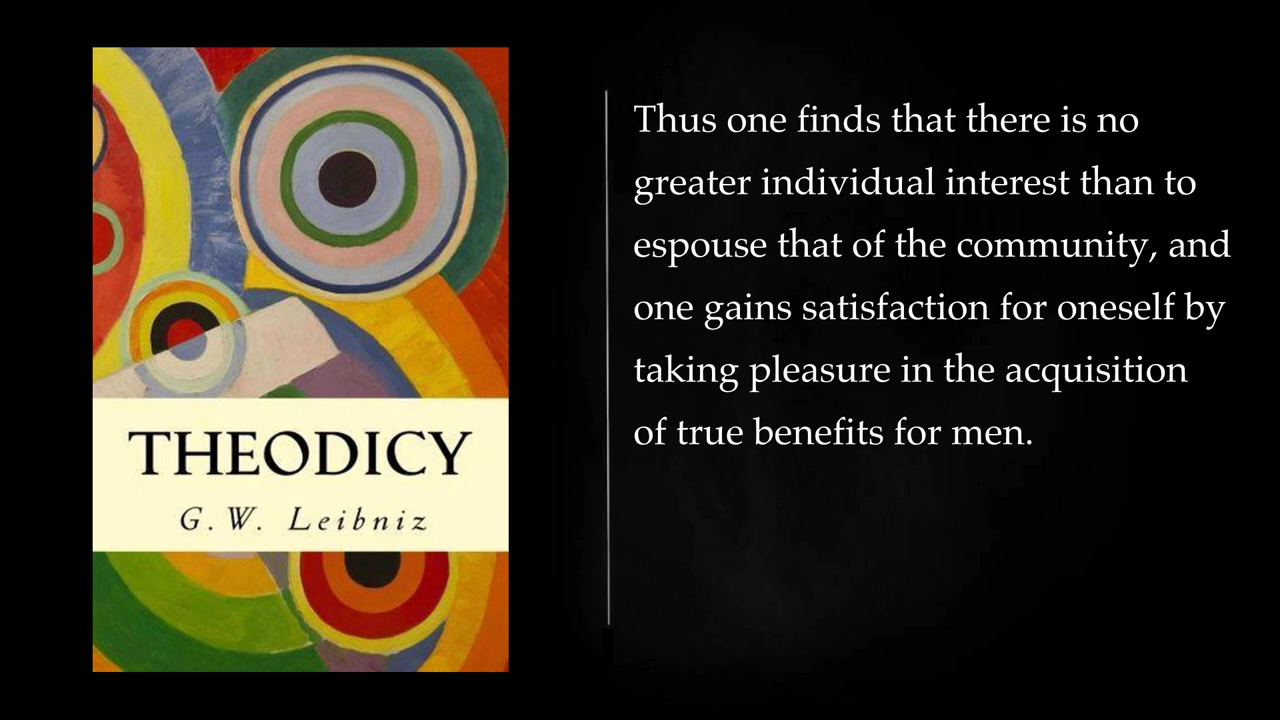 THEODICY
G. W. Leibniz
Thus one finds that there is no
greater individual interest than to
espouse that of the community, and
one gains satisfaction for oneself by
taking pleasure in the acquisition
of true benefits for men.